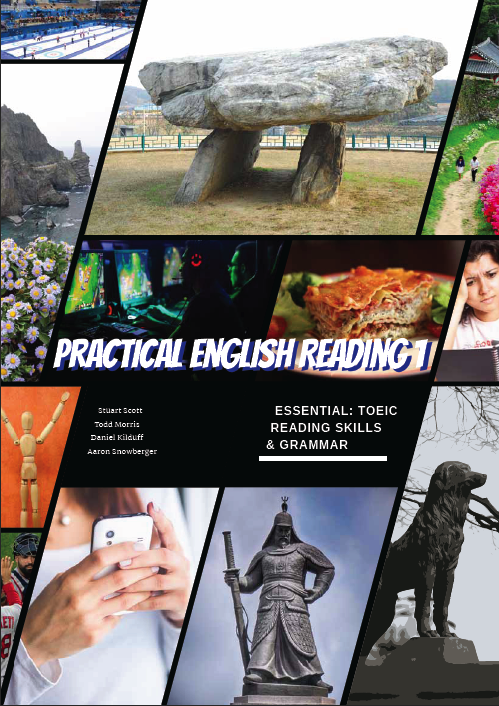 PRACTICAL ENGLISH READING 1
Stuart Scott
Todd Morris
Daniel Kilduff
Aaron Snowberger
ESSENTIAL: TOEIC
READING SKILLS
& GRAMMAR